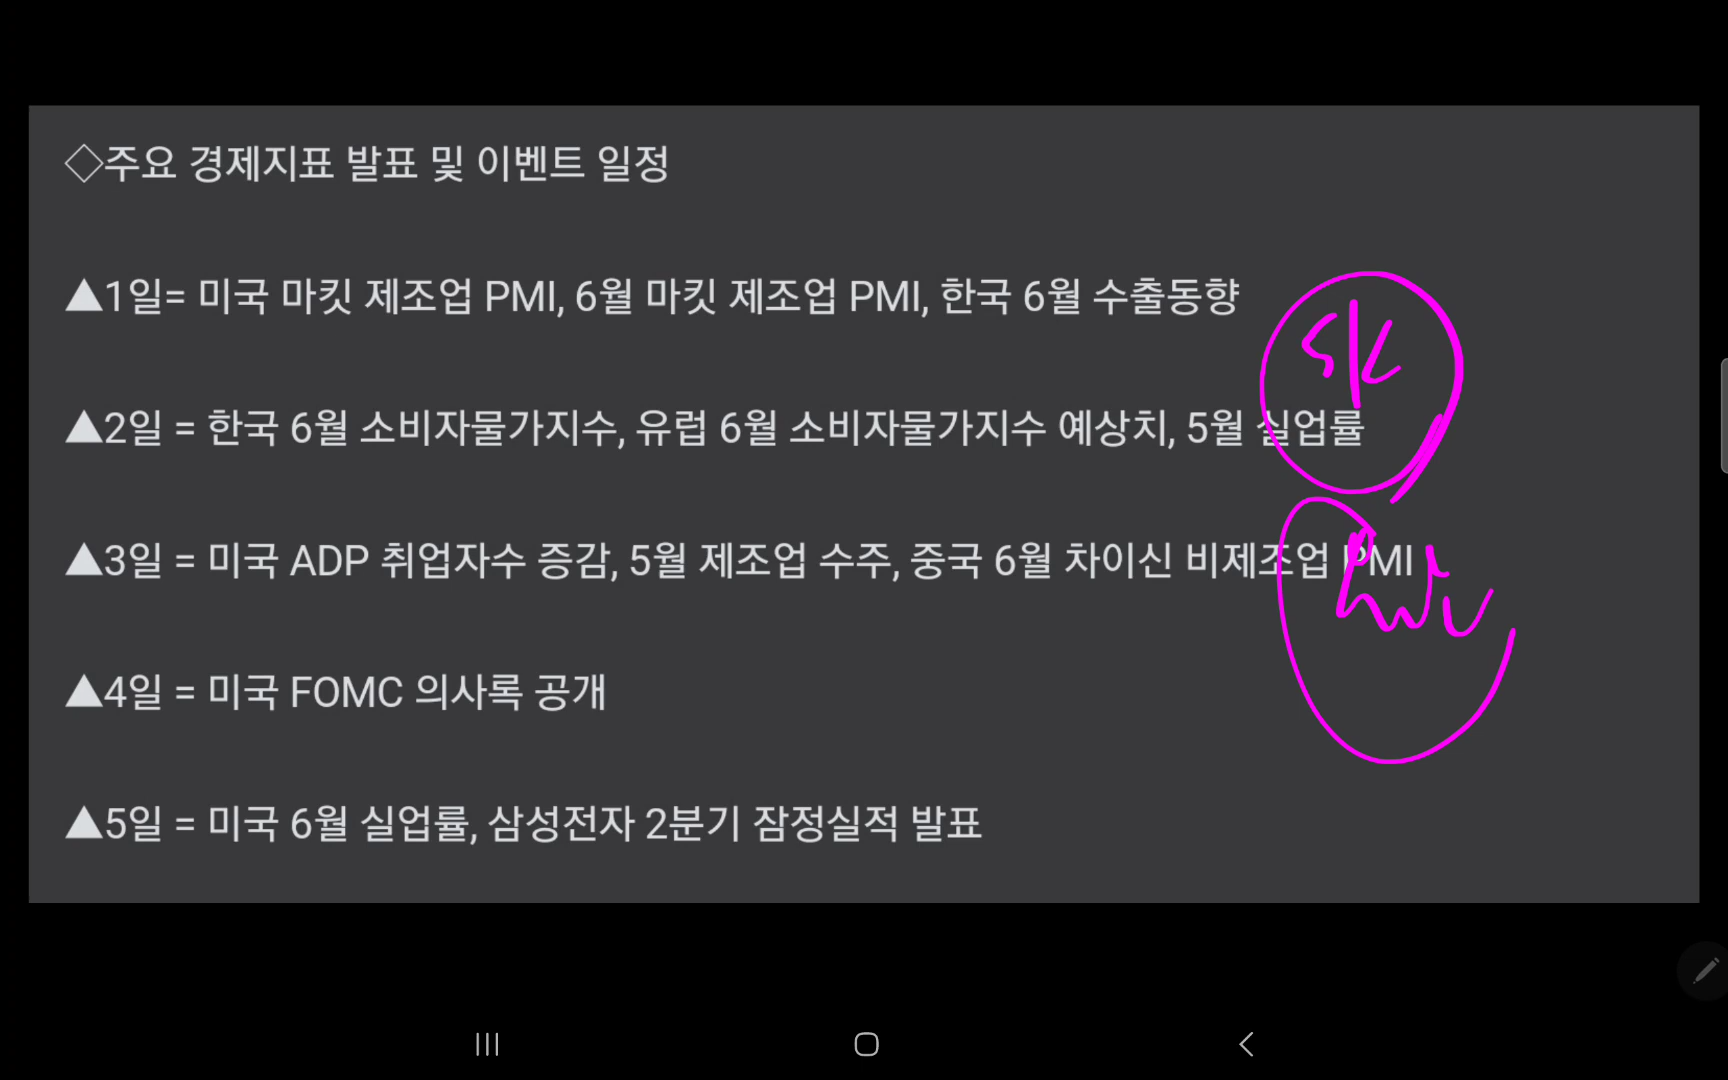 ◇주요 경제지표 발표 및 이벤트 일정
▲1일= 미국 마킷 제조업 PMI, 6월 마킷 제조업 PMI, 한국 6월 수출동향
SK
▲2일 = 한국 6월 소비자물가지수, 유럽 6월 소비자물가지수 예상치, 5월 실업률
▲3일 = 미국 ADP 취업자수 증감, 5월 제조업 수주, 중국 6월 차이신 비제조업 PMI
▲4일 = 미국 FOMC 의사록 공개
▲5일 = 미국 6월 실업률, 삼성전자 2분기 잠정실적 발표